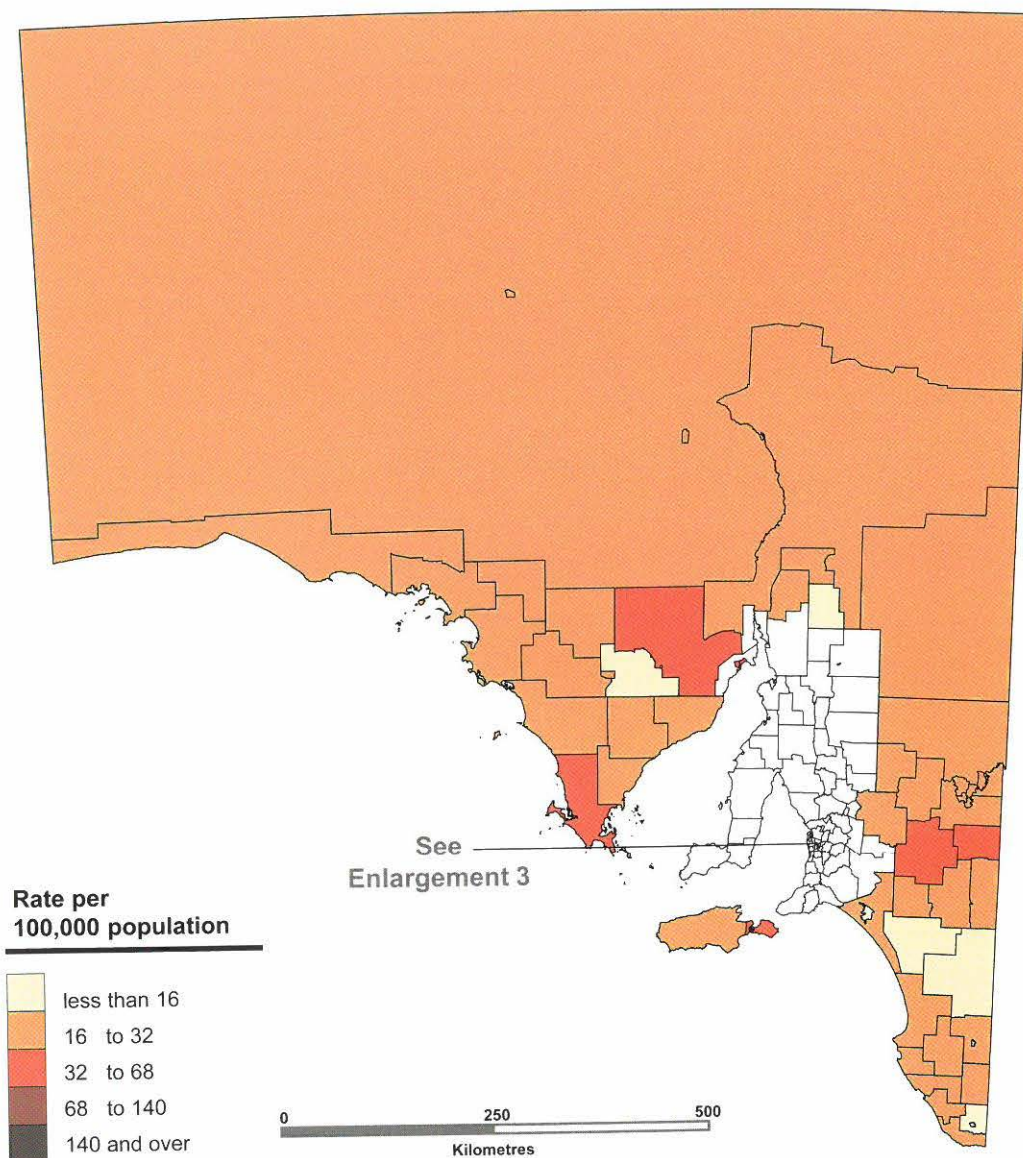 See
Enlargement 3
Rate per
100,000 population
less than 16
16 to 32
32 to 68
68 to 140
140 and over
0 250 500
Kilometres